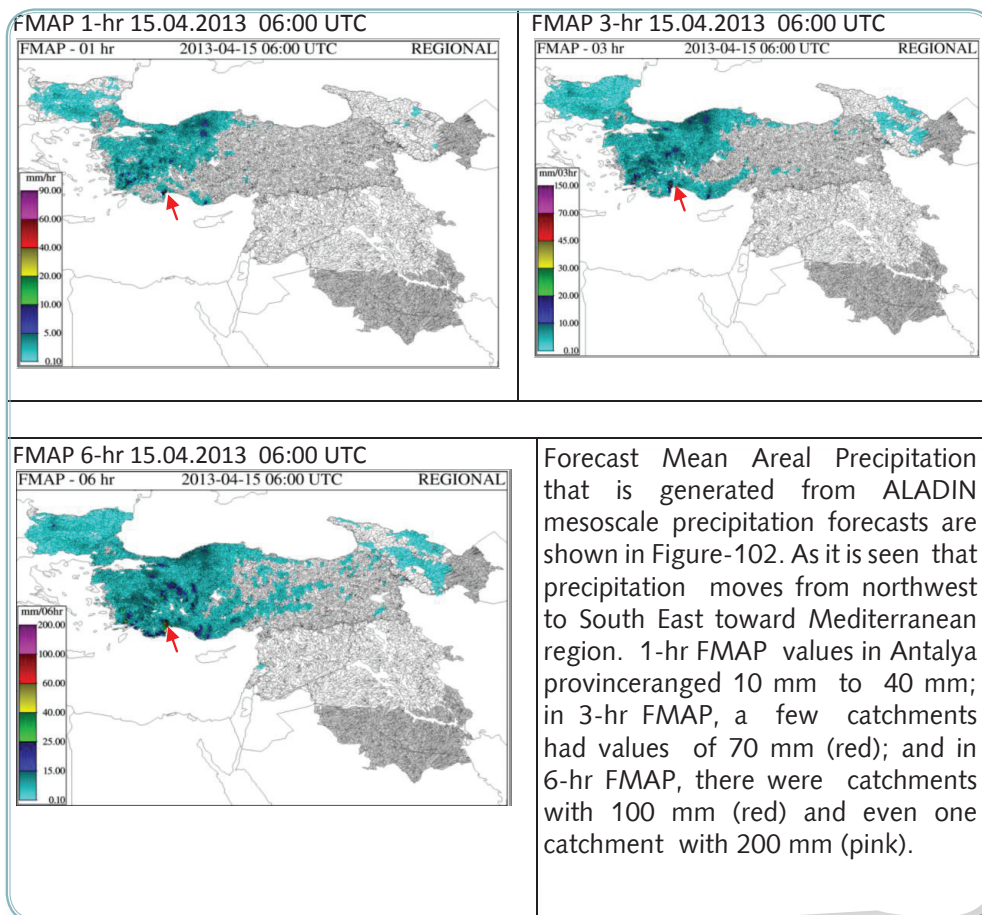 FMAP 1-hr 15.04.2013 06:00 UTC
FMAP - 01 hr 2013-04-15 06:00 UTC REGIONAL
mm/hr
90.00
60.00
40.00
20.00
10.00
5.00
0.10
FMAP 3-hr 15.04.2013 06:00 UTC
FMAP - 03 hr 2013-04-15 06:00 UTC REGIONAL
mm/03hr
150.00
70.00
45.00
30.00
20.00
10.00
0.10
FMAP 6-hr 15.04.2013 06:00 UTC
FMAP - 06 hr 2013-04-15 06:00 UTC REGIONAL
mm/06hr
200.00
100.00
60.00
40.00
25.00
15.00
0.10
Forecast Mean Areal Precipitation
that is generated from ALADIN
mesoscale precipitation forecasts are
shown in Figure-102. As it is seen that
precipitation moves from northwest
to South East toward Mediterranean
region. 1-hr FMAP values in Antalya
provinceranged 10 mm to 40 mm;
in 3-hr FMAP, a few catchments
had values of 70 mm (red); and in
6-hr FMAP, there were catchments
with 100 mm (red) and even one
catchment with 200 mm (pink).